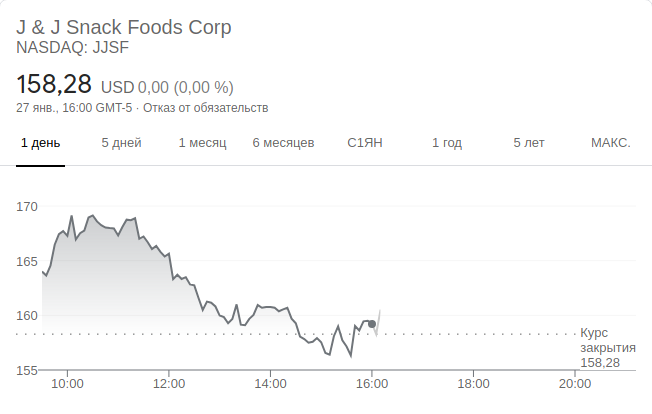 J & J Snack Foods Corp
NASDAQ: JJSF
158,28 USD 0,00 (0,00 %)
27 янв., 16:00 GMT-5 · Отказ от обязательств
1 день 5 дней 1 месяц 6 месяцев С1ЯН 1 год 5 лет МАКС.
170
165
160
155
Курс
закрытия
158,28
10:00 12:00 14:00 16:00 18:00 20:00